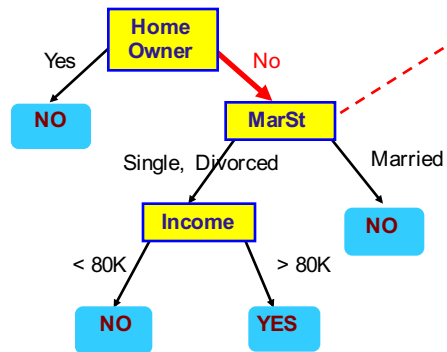 Home
Owner
Yes
No
NO
MarSt
Single, Divorced
Married
Income
NO
< 80K
> 80K
NO
YES